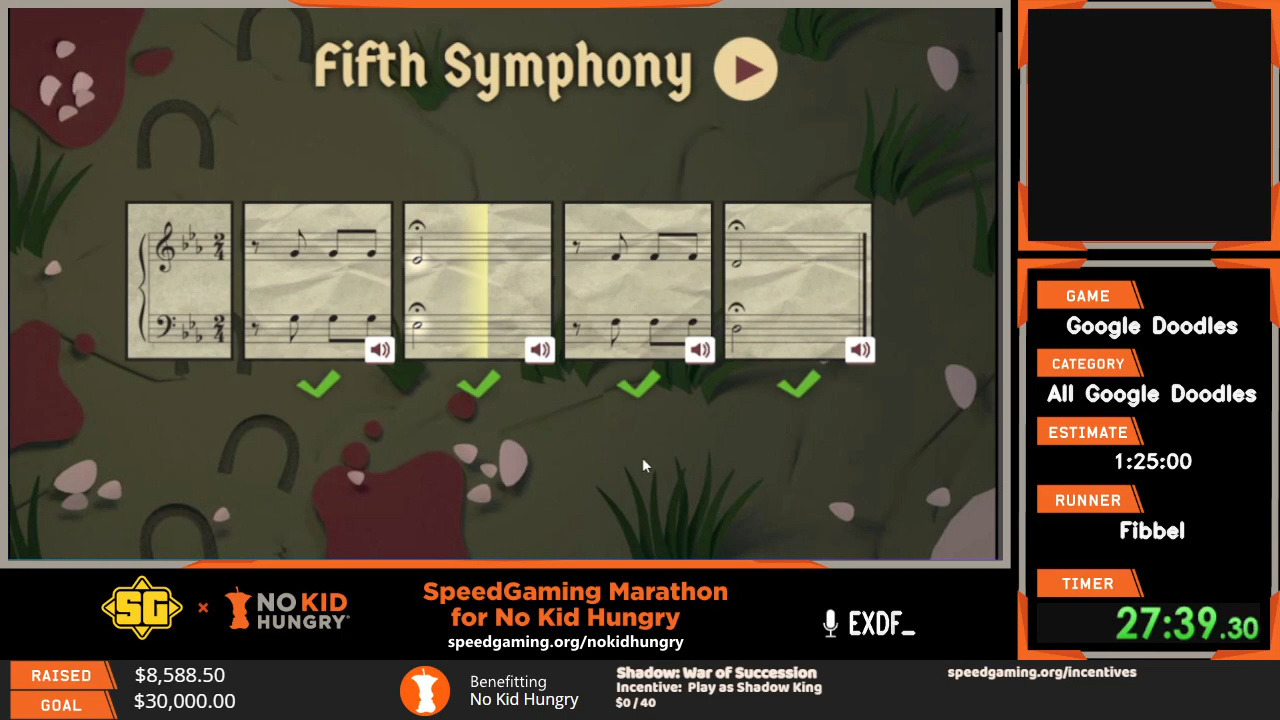 Fifth Symphony
GAME
Google Doodles
CATEGORY
All Google Doodles
ESTIMATE
1:25:00
RUNNER
Fibbel
TIMER
27:39.30
SG × NO KID HUNGRY
SpeedGaming Marathon
for No Kid Hungry
speedgaming.org/nokidhungry
EXDF_
RAISED $8,588.50
GOAL $30,000.00
Benefitting
No Kid Hungry
Shadow: War of Succession
Incentive: Play as Shadow King
$0 / 40
speedgaming.org/incentives